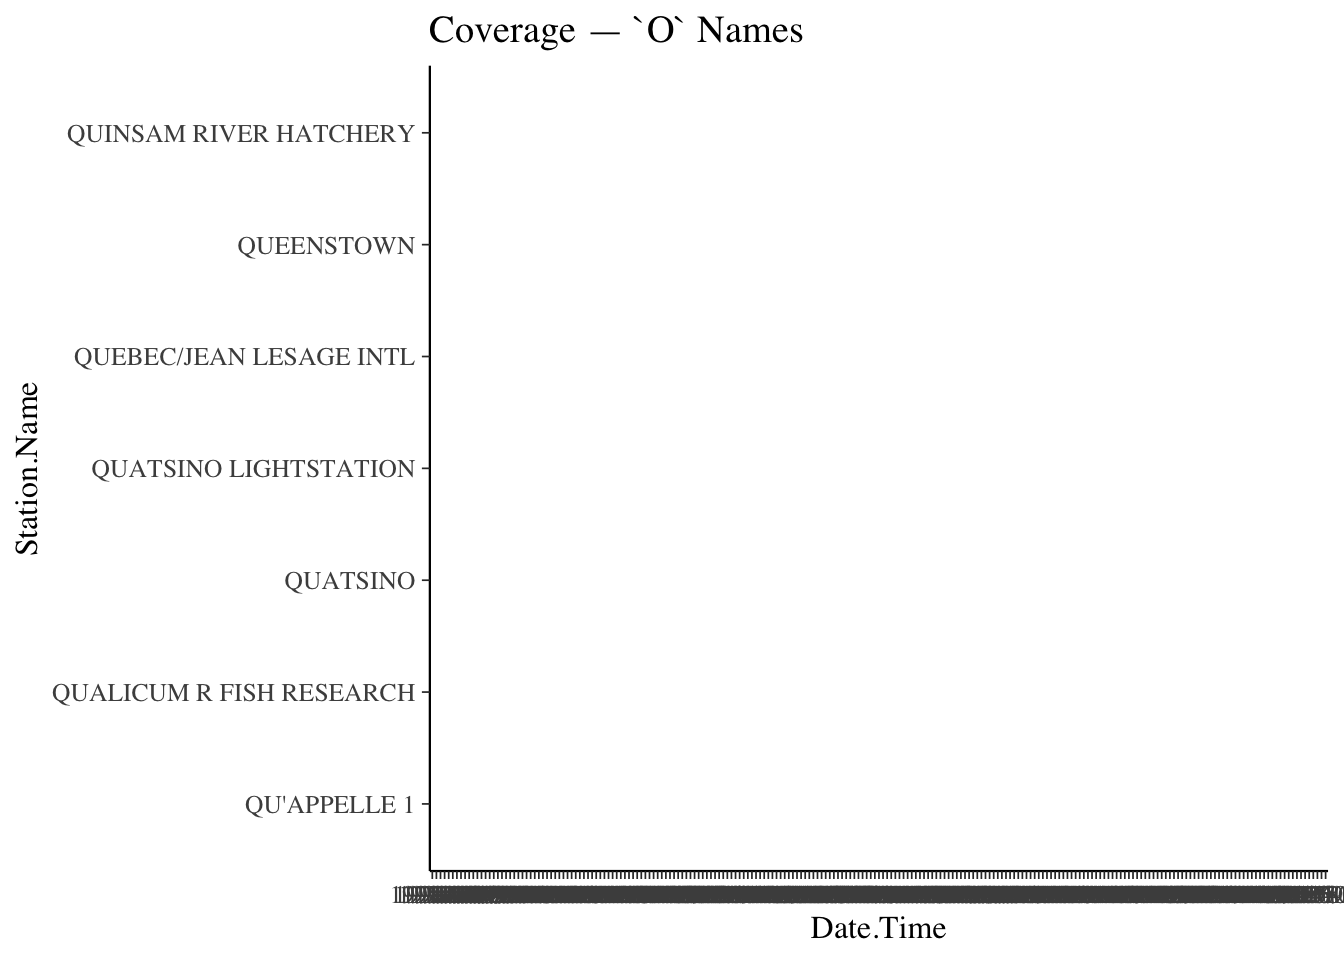 Coverage — `O` Names
QUINSAM RIVER HATCHERY
QUEENSTOWN
QUEBEC/JEAN LESAGE INTL
QUATSINO LIGHTSTATION
QUATSINO
QUALICUM R FISH RESEARCH
QU'APPELLE 1
Station.Name
Date.Time